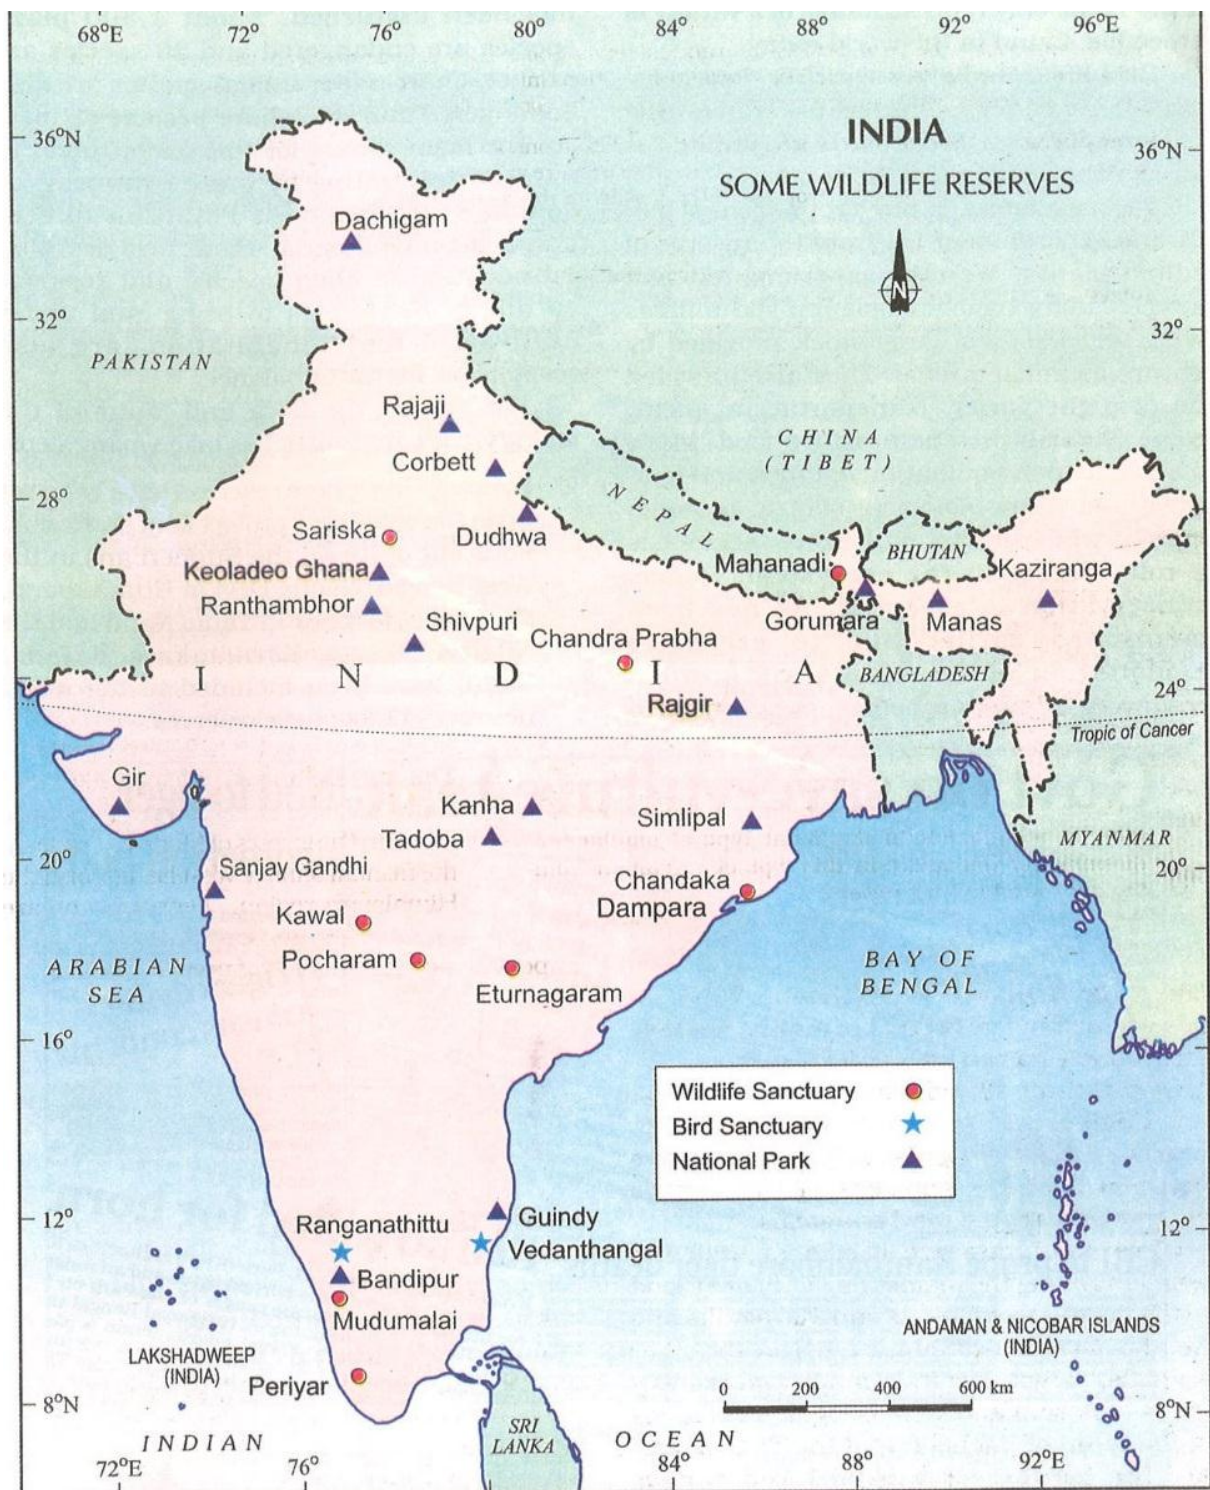 68°E
72°
76°
80°
84°
88°
92°
96°E
36°N
36°N
INDIA
SOME WILDLIFE RESERVES
Dachigam
N
32°
32°
PAKISTAN
Rajaji
CHINA
(TIBET)
Corbett
28°
NEPAL
Sariska
Dudhwa
BHUTAN
Mahanadi
Kaziranga
Keoladeo Ghana
Ranthambhor
Gorumara
Manas
Shivpuri
Chandra Prabha
INDIA
BANGLADESH
24°
Rajgir
Tropic of Cancer
Gir
Kanha
Simlipal
Tadoba
MYANMAR
20°
20°
Sanjay Gandhi
Chandaka
Dampara
Kawal
Pocharam
ARABIAN
SEA
BAY OF
BENGAL
Eturnagaram
16°
Wildlife Sanctuary
Bird Sanctuary
National Park
12°
12°
Ranganathittu
Guindy
Vedanthangal
Bandipur
Mudumalai
ANDAMAN & NICOBAR ISLANDS
(INDIA)
LAKSHADWEEP
(INDIA)
Periyar
0 200 400 600 km
8°N
8°N
SRI
LANKA
INDIAN OCEAN
72°E
76°
80°
84°
88°
92°E